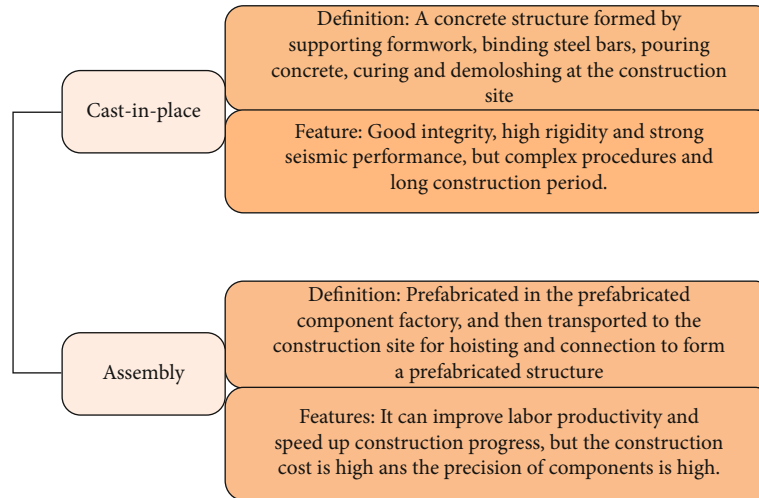 Definition: A concrete structure formed by
supporting formwork, binding steel bars, pouring
concrete, curing and demoloshing at the construction
site
Cast-in-place
Feature: Good integrity, high rigidity and strong
seismic performance, but complex procedures and
long construction period.
Definition: Prefabricated in the prefabricated
component factory, and then transported to the
construction site for hoisting and connection to form
a prefabricated structure
Assembly
Features: It can improve labor productivity and
speed up construction progress, but the construction
cost is high ans the precision of components is high.